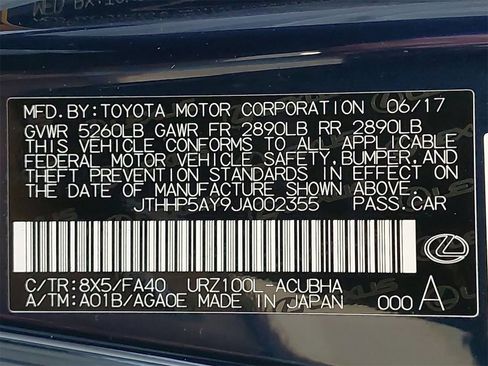 MFD.BY:TOYOTA MOTOR CORPORATION 06/17
GVWR 5260LB GAWR FR 2890LB RR 2890LB
THIS VEHICLE CONFORMS TO ALL APPLICABLE
FEDERAL MOTOR VEHICLE SAFETY,BUMPER,AND
THEFT PREVENTION STANDARDS IN EFFECT ON
THE DATE OF MANUFACTURE SHOWN ABOVE.
JTHHP5AY9JA002355 PASS.CAR
C/TR:8X5/FA40 URZ100L-ACUBHA
A/TM:A01B/AGA0E MADE IN JAPAN 000 A